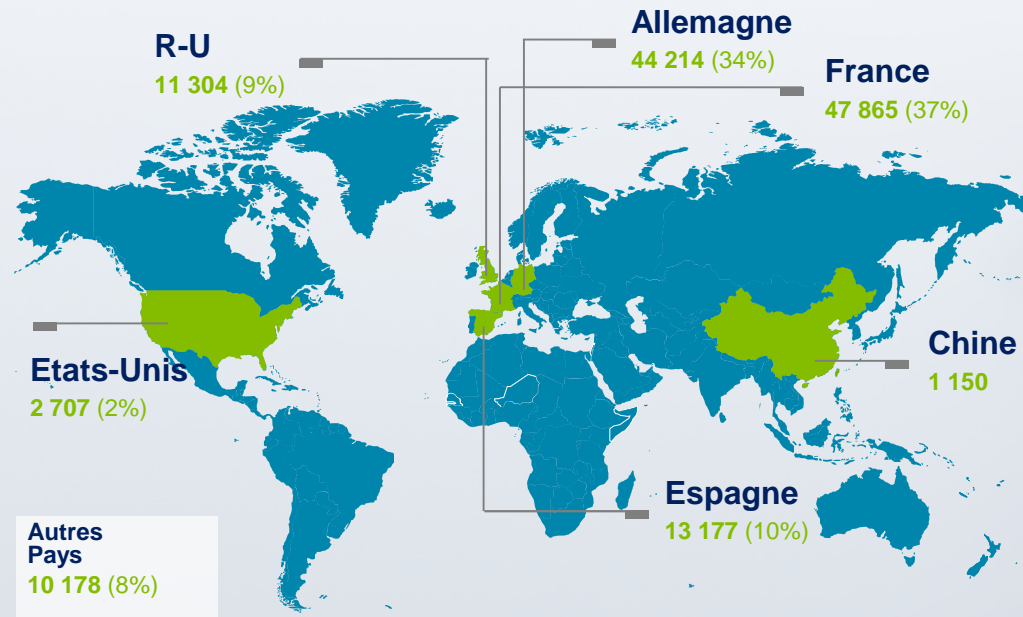 R-U
11 304 (9%)
Allemagne
44 214 (34%)
France
47 865 (37%)
Etats-Unis
2 707 (2%)
Chine
1 150
Espagne
13 177 (10%)
Autres
Pays
10 178 (8%)